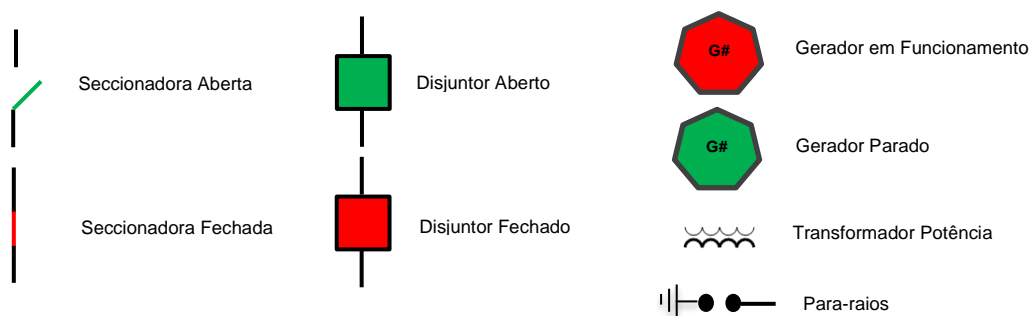 Seccionadora Aberta
Seccionadora Fechada
Disjuntor Aberto
Disjuntor Fechado
G#
Gerador em Funcionamento
G#
Gerador Parado
Transformador Potência
Para-raios